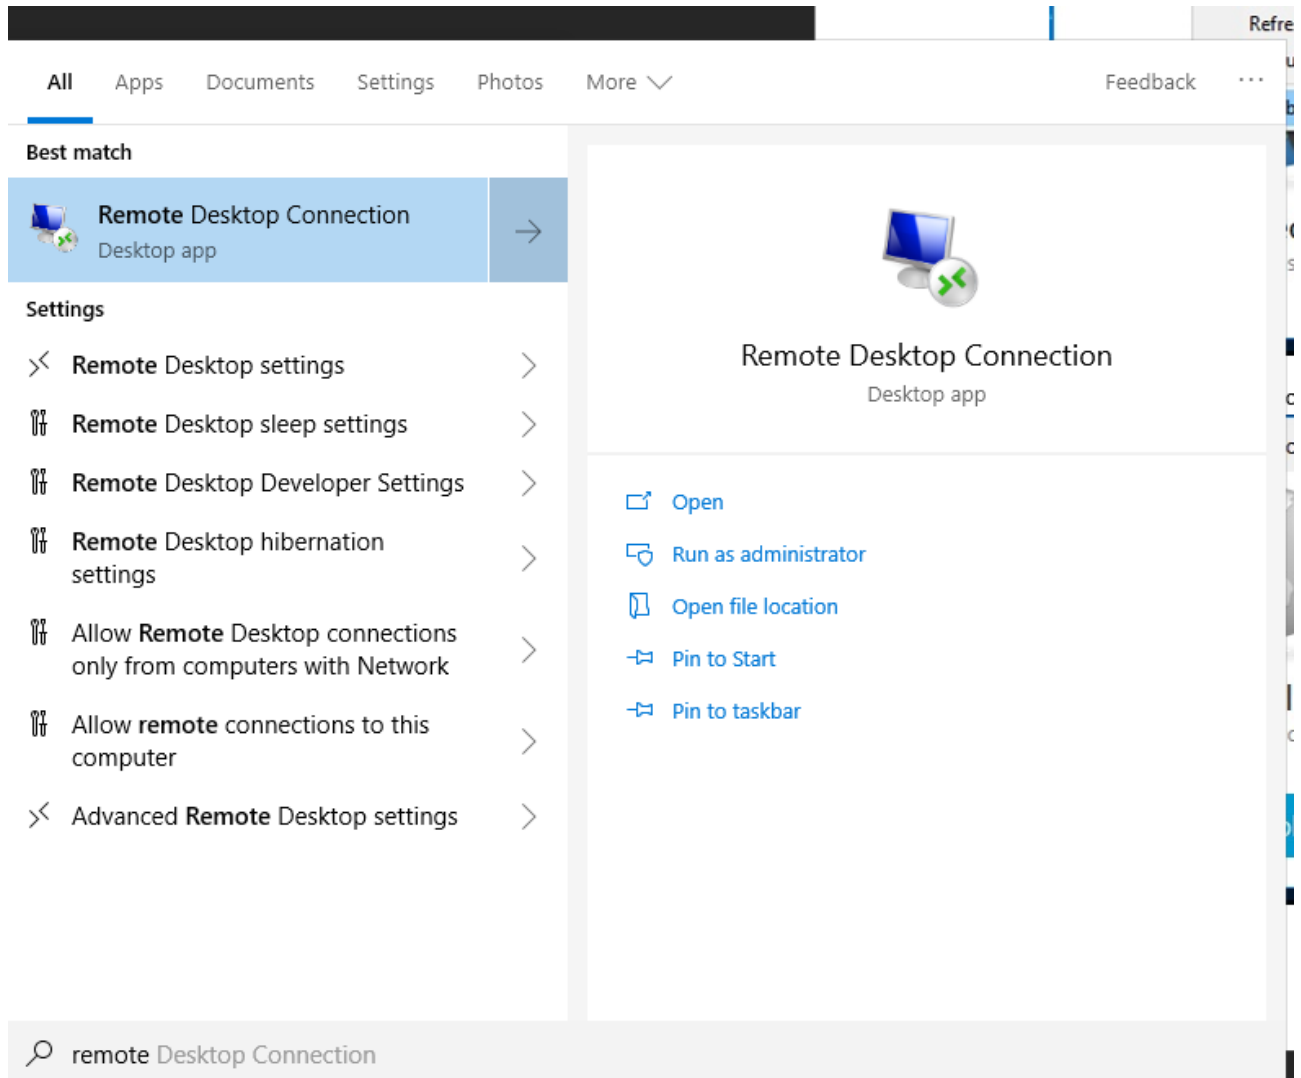 Refre
All Apps Documents Settings Photos More Feedback ...
Best match
Remote Desktop Connection
Desktop app
Settings
Remote Desktop settings
Remote Desktop sleep settings
Remote Desktop Developer Settings
Remote Desktop hibernation
settings
Allow Remote Desktop connections
only from computers with Network
Allow remote connections to this
computer
Advanced Remote Desktop settings
Remote Desktop Connection
Desktop app
Open
Run as administrator
Open file location
Pin to Start
Pin to taskbar
remote Desktop Connection